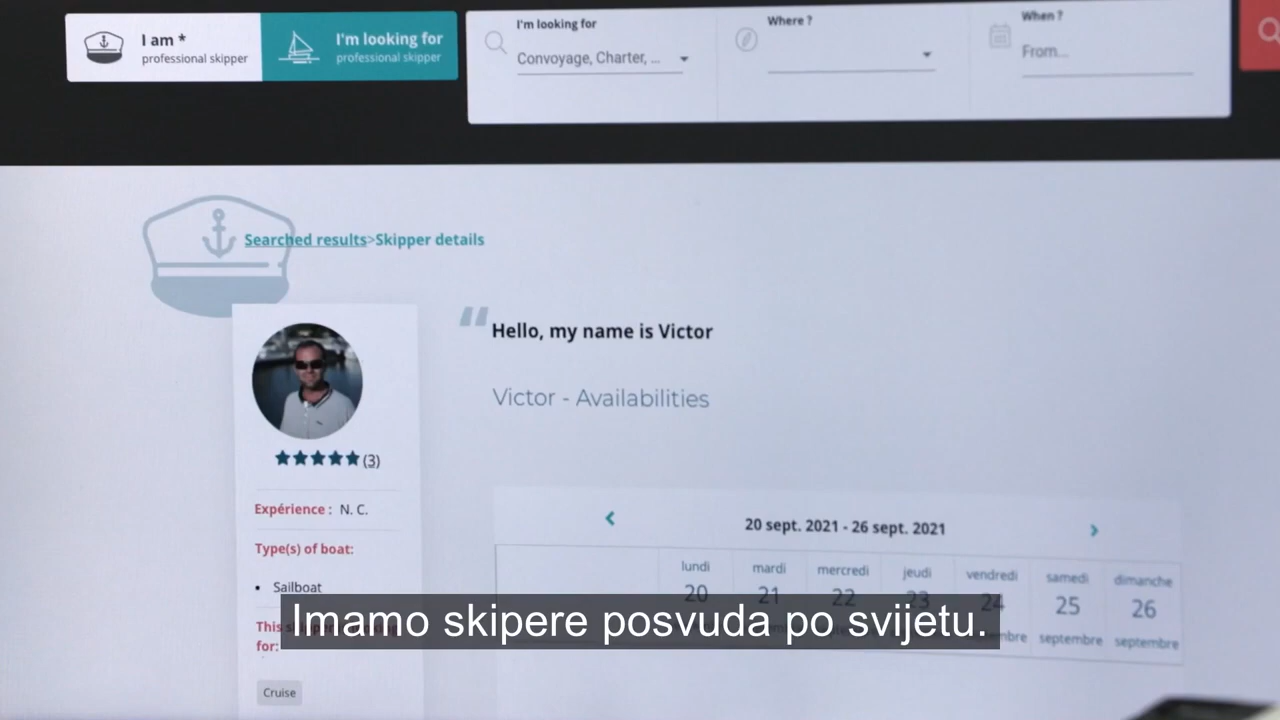 I am *
professional skipper
I'm looking for
professional skipper
I'm looking for
Convoyage, Charter, ...
Where ?
When ?
From...
Searched results>Skipper details
Hello, my name is Victor
Victor - Availabilities
(3)
Expérience : N. C.
Type(s) of boat:
• Sailboat
This
for:
Cruise
20 sept. 2021 - 26 sept. 2021
lundi mardi mercredi jeudi vendredi samedi dimanche
20 21 22 23 24 25 26
septembre septembre
Imamo skipere posvuda po svijetu.